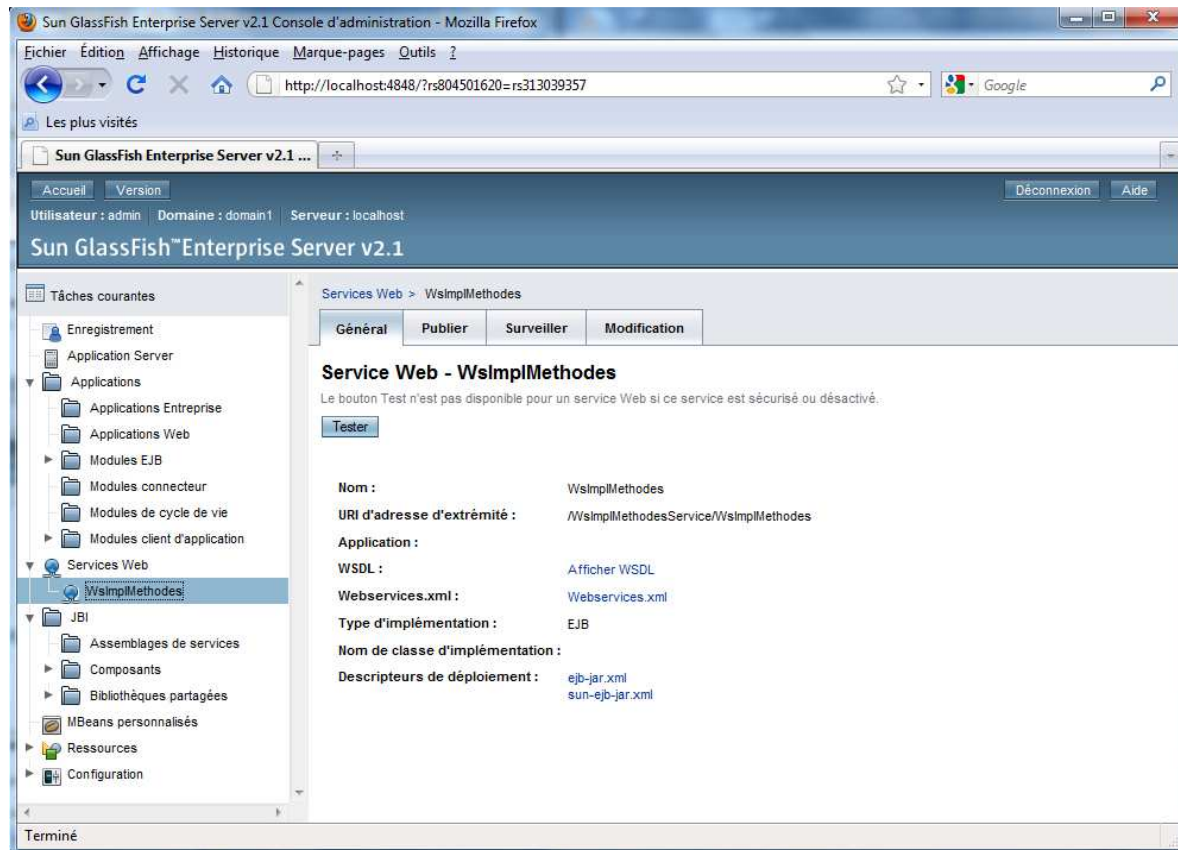 Sun GlassFish Enterprise Server v2.1 Console d'administration - Mozilla Firefox
Fichier Édition Affichage Historique Marque-pages Outils ?
http://localhost:4848/?rs804501620=rs313039357
Google
Les plus visités
Sun GlassFish Enterprise Server v2.1 ...
Accueil Version Déconnexion Aide
Utilisateur : admin Domaine : domain1 Serveur : localhost
Sun GlassFish™ Enterprise Server v2.1
Tâches courantes
Enregistrement
Application Server
Applications
Applications Entreprise
Applications Web
Modules EJB
Modules connecteur
Modules de cycle de vie
Modules client d'application
Services Web
WsImplMethodes
JBI
Assemblages de services
Composants
Bibliothèques partagées
MBeans personnalisés
Ressources
Configuration
Services Web > WsImplMethodes
Général Publier Surveiller Modification
Service Web - WsImplMethodes
Le bouton Test n'est pas disponible pour un service Web si ce service est sécurisé ou désactivé.
Tester
Nom : WsImplMethodes
URI d'adresse d'extrémité : /WsImplMethodesService/WsImplMethodes
Application :
WSDL : Afficher WSDL
Webservices.xml : Webservices.xml
Type d'implémentation : EJB
Nom de classe d'implémentation :
Descripteurs de déploiement : ejb-jar.xml
sun-ejb-jar.xml
Terminé